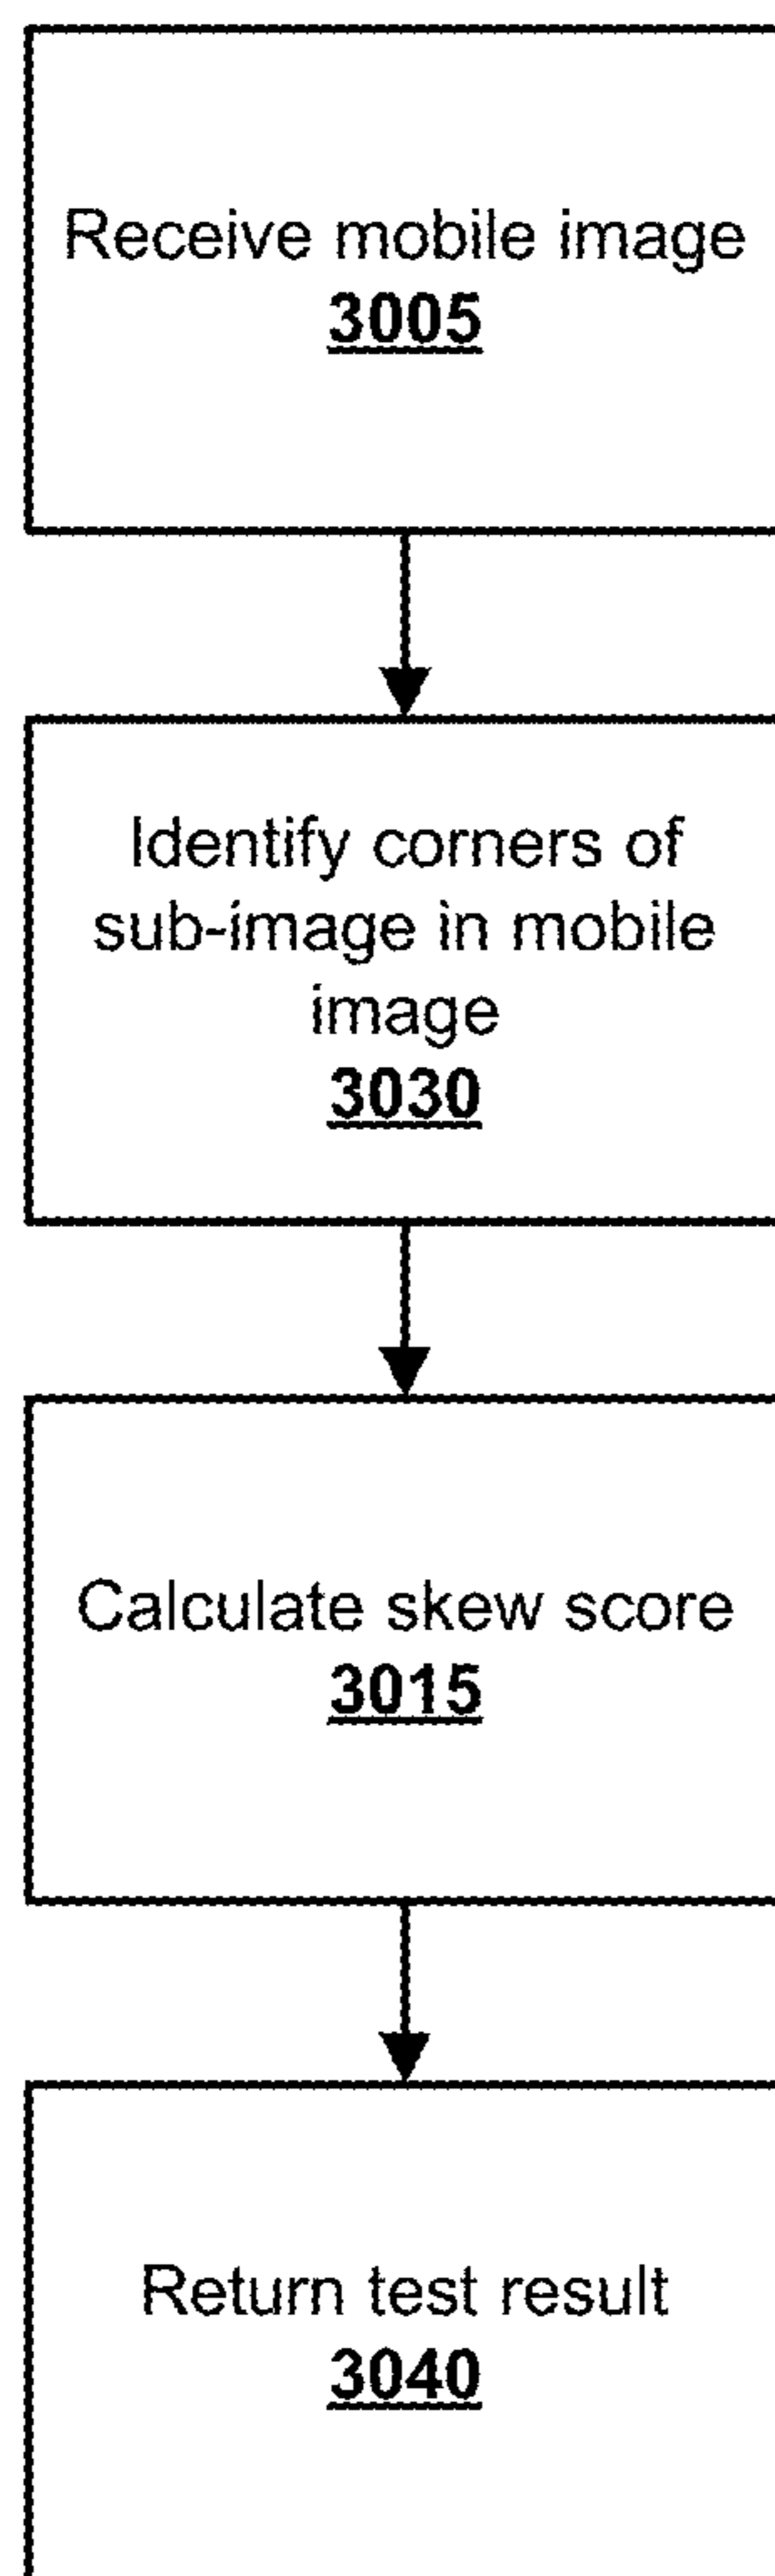 Receive mobile image
3005
Identify corners of
sub-image in mobile
image
3030
Calculate skew score
3015
Return test result
3040